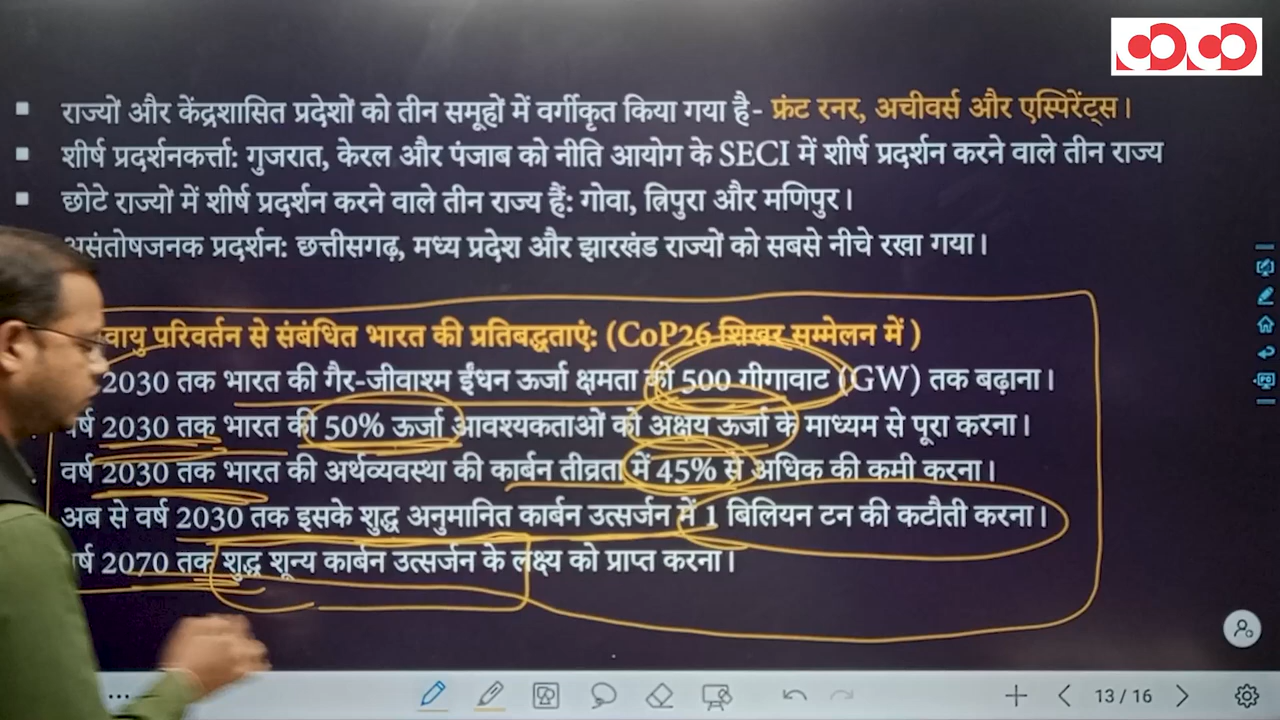 राज्यों और केंद्रशासित प्रदेशों को तीन समूहों में वर्गीकृत किया गया है- फ्रंट रनर, अचीवर्स और एस्पिरेंट्स।
शीर्ष प्रदर्शनकर्त्ता: गुजरात, केरल और पंजाब को नीति आयोग के SECI में शीर्ष प्रदर्शन करने वाले तीन राज्य
छोटे राज्यों में शीर्ष प्रदर्शन करने वाले तीन राज्य हैं: गोवा, त्रिपुरा और मणिपुर।
असंतोषजनक प्रदर्शन: छत्तीसगढ़, मध्य प्रदेश और झारखंड राज्यों को सबसे नीचे रखा गया।
वायु परिवर्तन से संबंधित भारत की प्रतिबद्धताएं: (CoP26 शिखर सम्मेलन में )
2030 तक भारत की गैर-जीवाश्म ईंधन ऊर्जा क्षमता को 500 गीगावाट (GW) तक बढ़ाना।
वर्ष 2030 तक भारत की 50% ऊर्जा आवश्यकताओं को अक्षय ऊर्जा के माध्यम से पूरा करना।
वर्ष 2030 तक भारत की अर्थव्यवस्था की कार्बन तीव्रता में 45% से अधिक की कमी करना।
अब से वर्ष 2030 तक इसके शुद्ध अनुमानित कार्बन उत्सर्जन में 1 बिलियन टन की कटौती करना।
वर्ष 2070 तक शुद्ध शून्य कार्बन उत्सर्जन के लक्ष्य को प्राप्त करना।
13 / 16